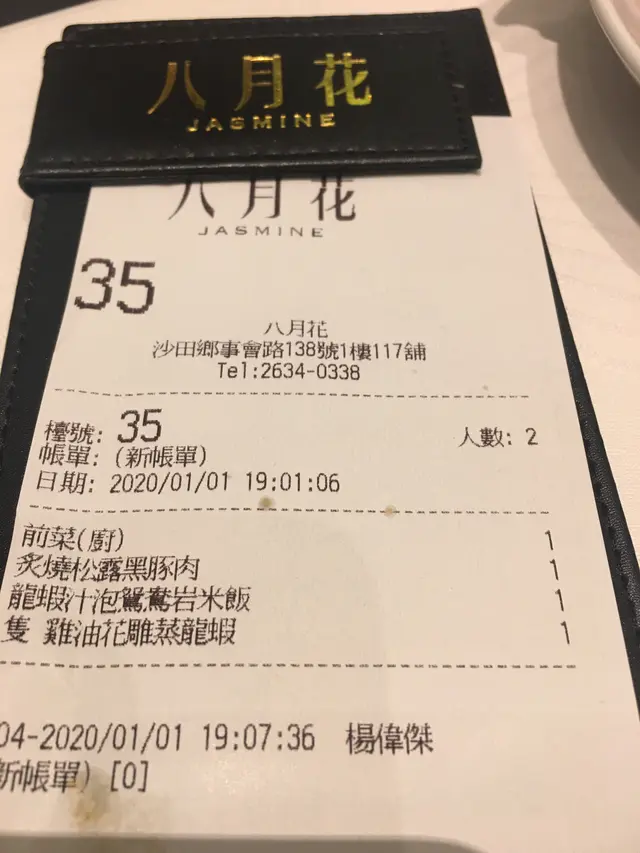 八月花
JASMINE
八月花
JASMINE
35
八月花
沙田鄉事會路138號1樓117舖
Tel:2634-0338
檯號: 35 人數: 2
帳單: (新帳單)
日期: 2020/01/01 19:01:06
前菜(廚) 1
炙燒松露黑豚肉 1
龍蝦汁泡鴛鴦岩米飯 1
隻 雞油花雕蒸龍蝦 1
04-2020/01/01 19:07:36 楊偉傑
新帳單) [0]